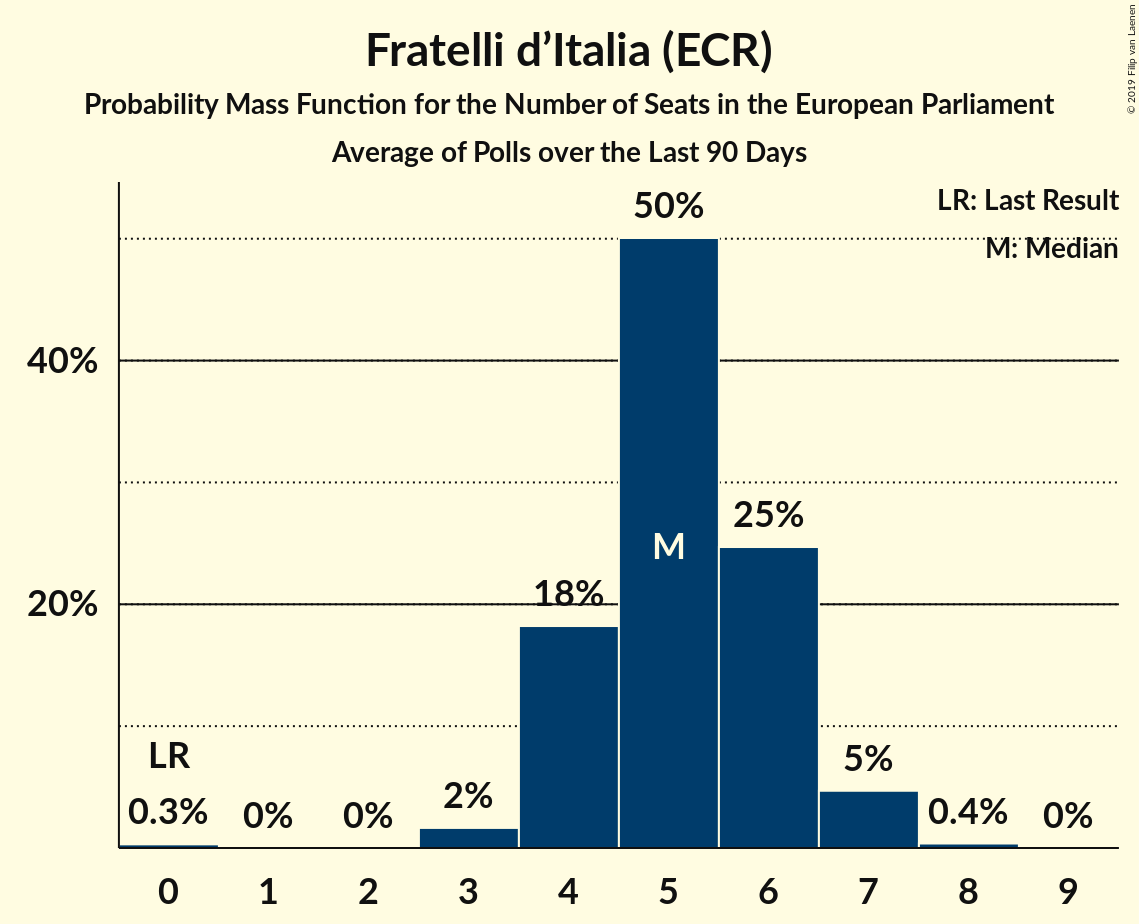 Fratelli d’Italia (ECR)
Probability Mass Function for the Number of Seats in the European Parliament
Average of Polls over the Last 90 Days
© 2019 Filip van Laenen
LR: Last Result
M: Median
50%
40%
25%
M
20%
18%
LR
5%
2%
0.3%
0%
0%
0.4%
0%
0 1 2 3 4 5 6 7 8 9